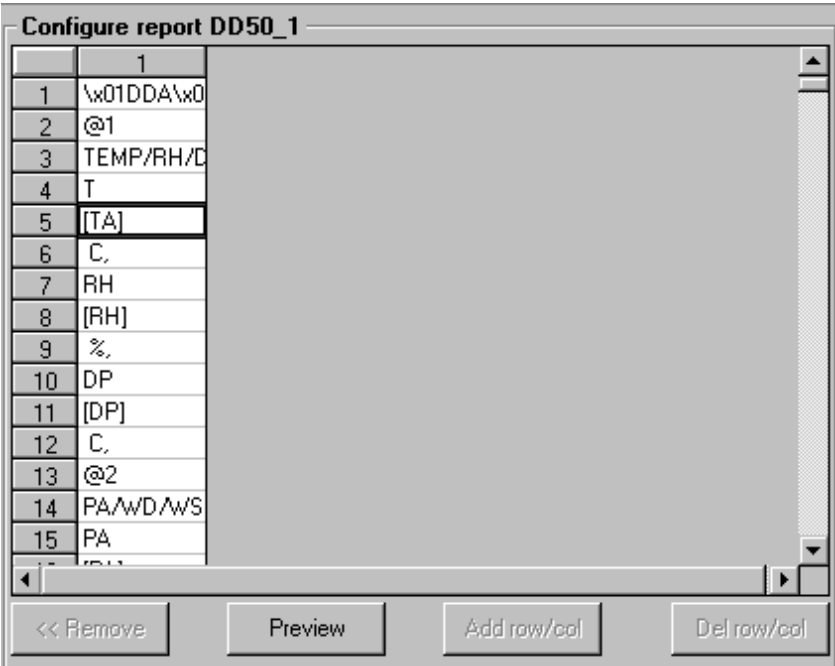 Configure report DD50_1
1
1 \x01DDA\x0
2 @1
3 TEMP/RH/D
4 T
5 [TA]
6 C,
7 RH
8 [RH]
9 %,
10 DP
11 [DP]
12 C,
13 @2
14 PA/WD/WS
15 PA
<< Remove Preview Add row/col Del row/col